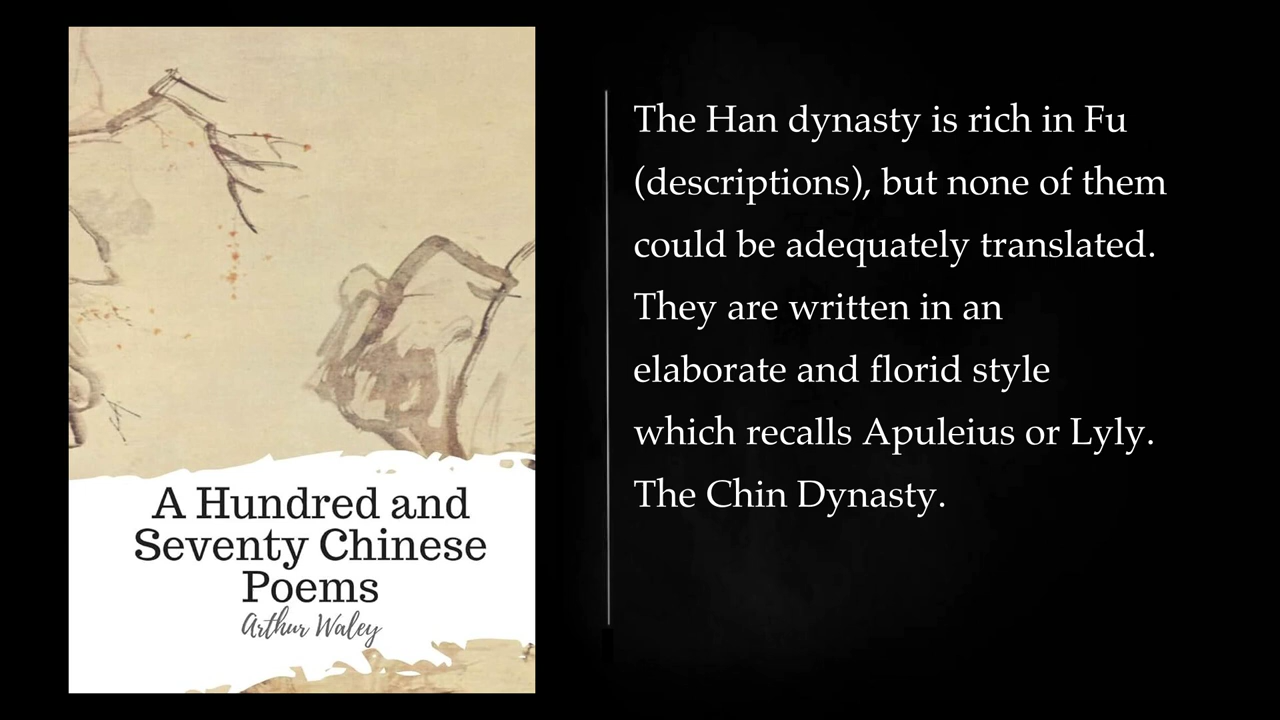 A Hundred and
Seventy Chinese
Poems
Arthur Waley
The Han dynasty is rich in Fu
(descriptions), but none of them
could be adequately translated.
They are written in an
elaborate and florid style
which recalls Apuleius or Lyly.
The Chin Dynasty.